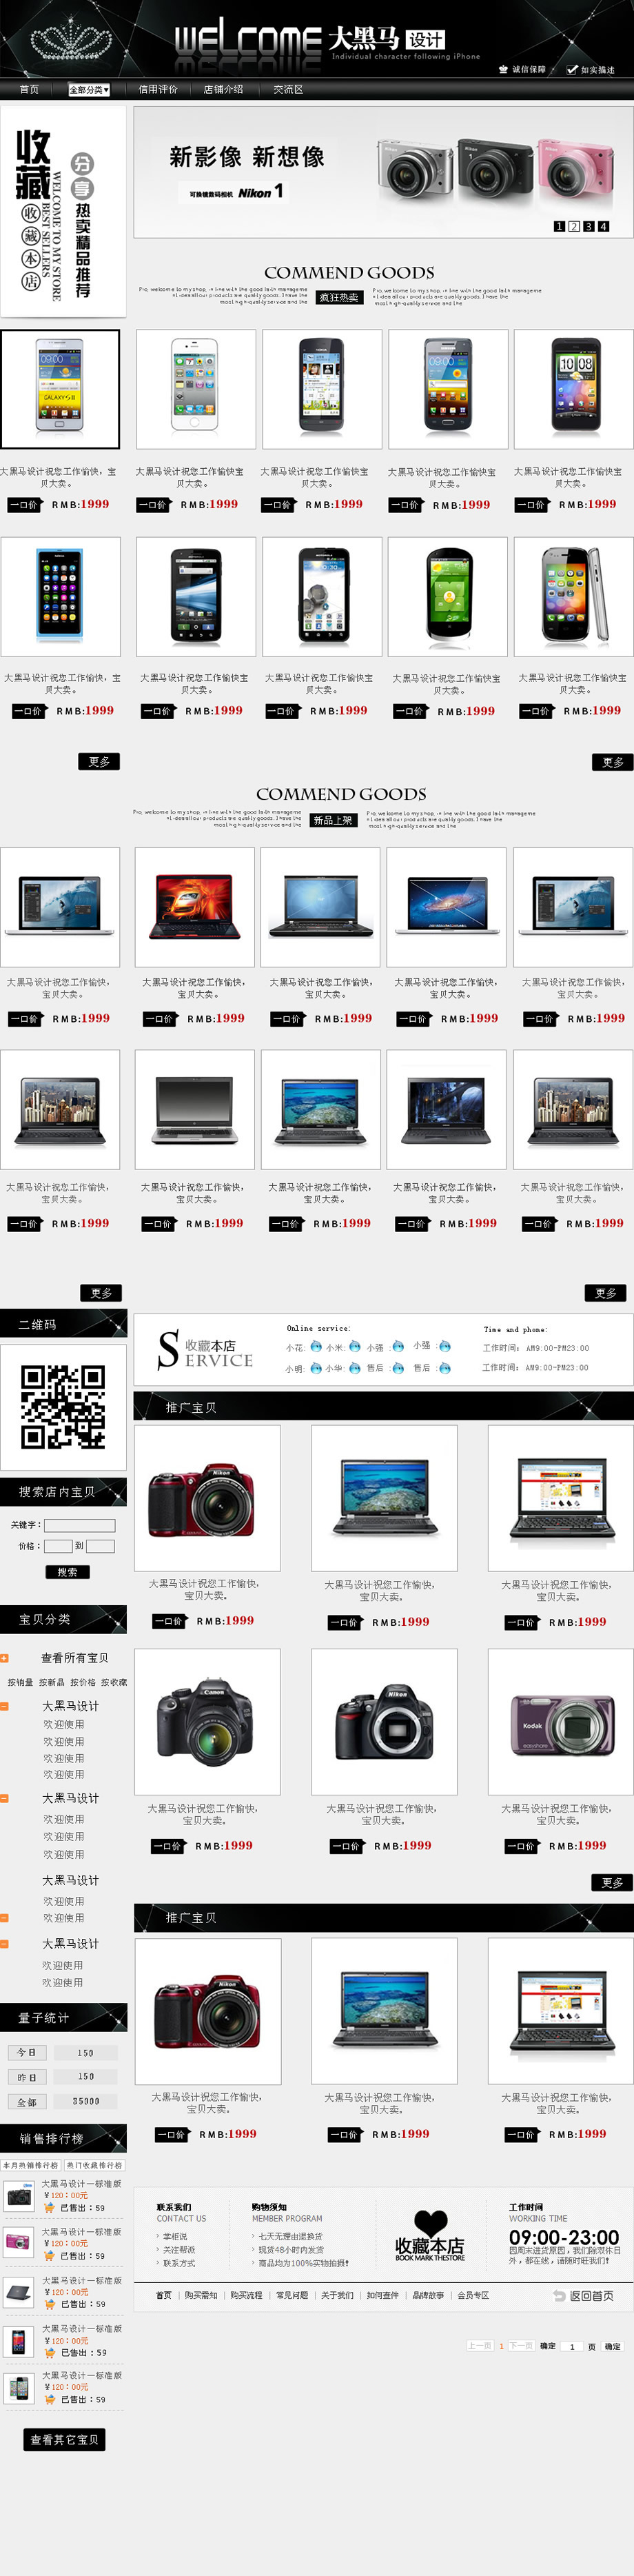 WELCOME 大黑马 设计
Individual character following iPhone
诚信保障 如实描述
首页 全部分类 信用评价 店铺介绍 交流区
收藏 分享
WELCOME TO MY STORE
BEST SELLERS
收藏本店
热卖精品推荐
新影像 新想像
可换镜数码相机 Nikon 1
1 2 3 4
COMMEND GOODS
疯狂热卖
大黑马设计祝您工作愉快，宝
贝大卖。
一口价 RMB:1999
大黑马设计祝您工作愉快宝
贝大卖。
一口价 RMB:1999
大黑马设计祝您工作愉快宝
贝大卖。
一口价 RMB:1999
大黑马设计祝您工作愉快宝
贝大卖。
一口价 RMB:1999
大黑马设计祝您工作愉快宝
贝大卖。
一口价 RMB:1999
大黑马设计祝您工作愉快，宝
贝大卖。
一口价 RMB:1999
大黑马设计祝您工作愉快宝
贝大卖。
一口价 RMB:1999
大黑马设计祝您工作愉快宝
贝大卖。
一口价 RMB:1999
大黑马设计祝您工作愉快宝
贝大卖。
一口价 RMB:1999
大黑马设计祝您工作愉快宝
贝大卖。
一口价 RMB:1999
更多 更多
COMMEND GOODS
新品上架
大黑马设计祝您工作愉快，
宝贝大卖。
一口价 RMB:1999
大黑马设计祝您工作愉快，
宝贝大卖。
一口价 RMB:1999
大黑马设计祝您工作愉快，
宝贝大卖。
一口价 RMB:1999
大黑马设计祝您工作愉快，
宝贝大卖。
一口价 RMB:1999
大黑马设计祝您工作愉快，
宝贝大卖。
一口价 RMB:1999
大黑马设计祝您工作愉快，
宝贝大卖。
一口价 RMB:1999
大黑马设计祝您工作愉快，
宝贝大卖。
一口价 RMB:1999
大黑马设计祝您工作愉快，
宝贝大卖。
一口价 RMB:1999
大黑马设计祝您工作愉快，
宝贝大卖。
一口价 RMB:1999
大黑马设计祝您工作愉快，
宝贝大卖。
一口价 RMB:1999
更多 更多
二维码
搜索店内宝贝
关键字：
价格： 到
搜索
宝贝分类
查看所有宝贝
按销量 按新品 按价格 按收藏
大黑马设计
欢迎使用
欢迎使用
欢迎使用
欢迎使用
大黑马设计
欢迎使用
欢迎使用
欢迎使用
大黑马设计
欢迎使用
欢迎使用
大黑马设计
欢迎使用
欢迎使用
量子统计
今日 150
昨日 150
全部 35000
销售排行榜
本月热销排行榜 热门收藏排行榜
大黑马设计一标准版
￥120：00元
已售出：59
大黑马设计一标准版
￥120：00元
已售出：59
大黑马设计一标准版
￥120：00元
已售出：59
大黑马设计一标准版
￥120：00元
已售出：59
大黑马设计一标准版
￥120：00元
已售出：59
查看其它宝贝
收藏本店
SERVICE
Online service:
小花: 小米: 小强 : 小强 :
小明: 小华: 售后 : 售后 :
Time and phone:
工作时间: AM9:00-PM23:00
工作时间: AM9:00-PM23:00
推广宝贝
大黑马设计祝您工作愉快，
宝贝大卖。
一口价 RMB:1999
大黑马设计祝您工作愉快，
宝贝大卖。
一口价 RMB:1999
大黑马设计祝您工作愉快，
宝贝大卖。
一口价 RMB:1999
Canon
Nikon
Kodak
easyshare
大黑马设计祝您工作愉快，
宝贝大卖。
一口价 RMB:1999
大黑马设计祝您工作愉快，
宝贝大卖。
一口价 RMB:1999
大黑马设计祝您工作愉快，
宝贝大卖。
一口价 RMB:1999
更多
推广宝贝
大黑马设计祝您工作愉快，
宝贝大卖。
一口价 RMB:1999
大黑马设计祝您工作愉快，
宝贝大卖。
一口价 RMB:1999
大黑马设计祝您工作愉快，
宝贝大卖。
一口价 RMB:1999
联系我们
CONTACT US
掌柜说
关注帮派
联系方式
购物须知
MEMBER PROGRAM
七天无理由退换货
现货48小时内发货
商品均为100%实物拍摄!
收藏本店
BOOK MARK THESTORE
工作时间
WORKING TIME
09:00-23:00
因周末进货原因，我们除双休日
外，都在线，请随时旺我们!
首页 | 购买需知 | 购买流程 | 常见问题 | 关于我们 | 如何查件 | 品牌故事 | 会员专区
返回首页
上一页 1 下一页 确定 1 页 确定